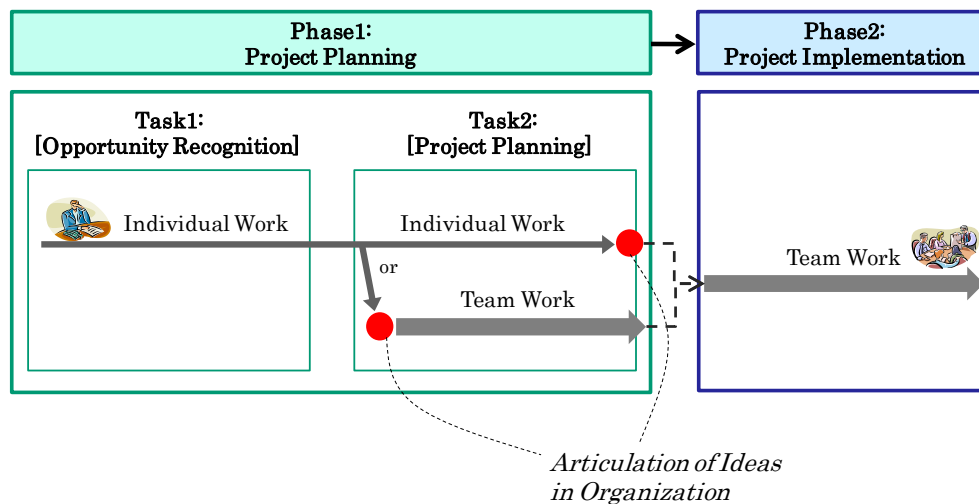 Phase1:
Project Planning
Phase2:
Project Implementation
Task1:
[Opportunity Recognition]
Task2:
[Project Planning]
Individual Work
Individual Work
or
Team Work
Team Work
Articulation of Ideas
in Organization